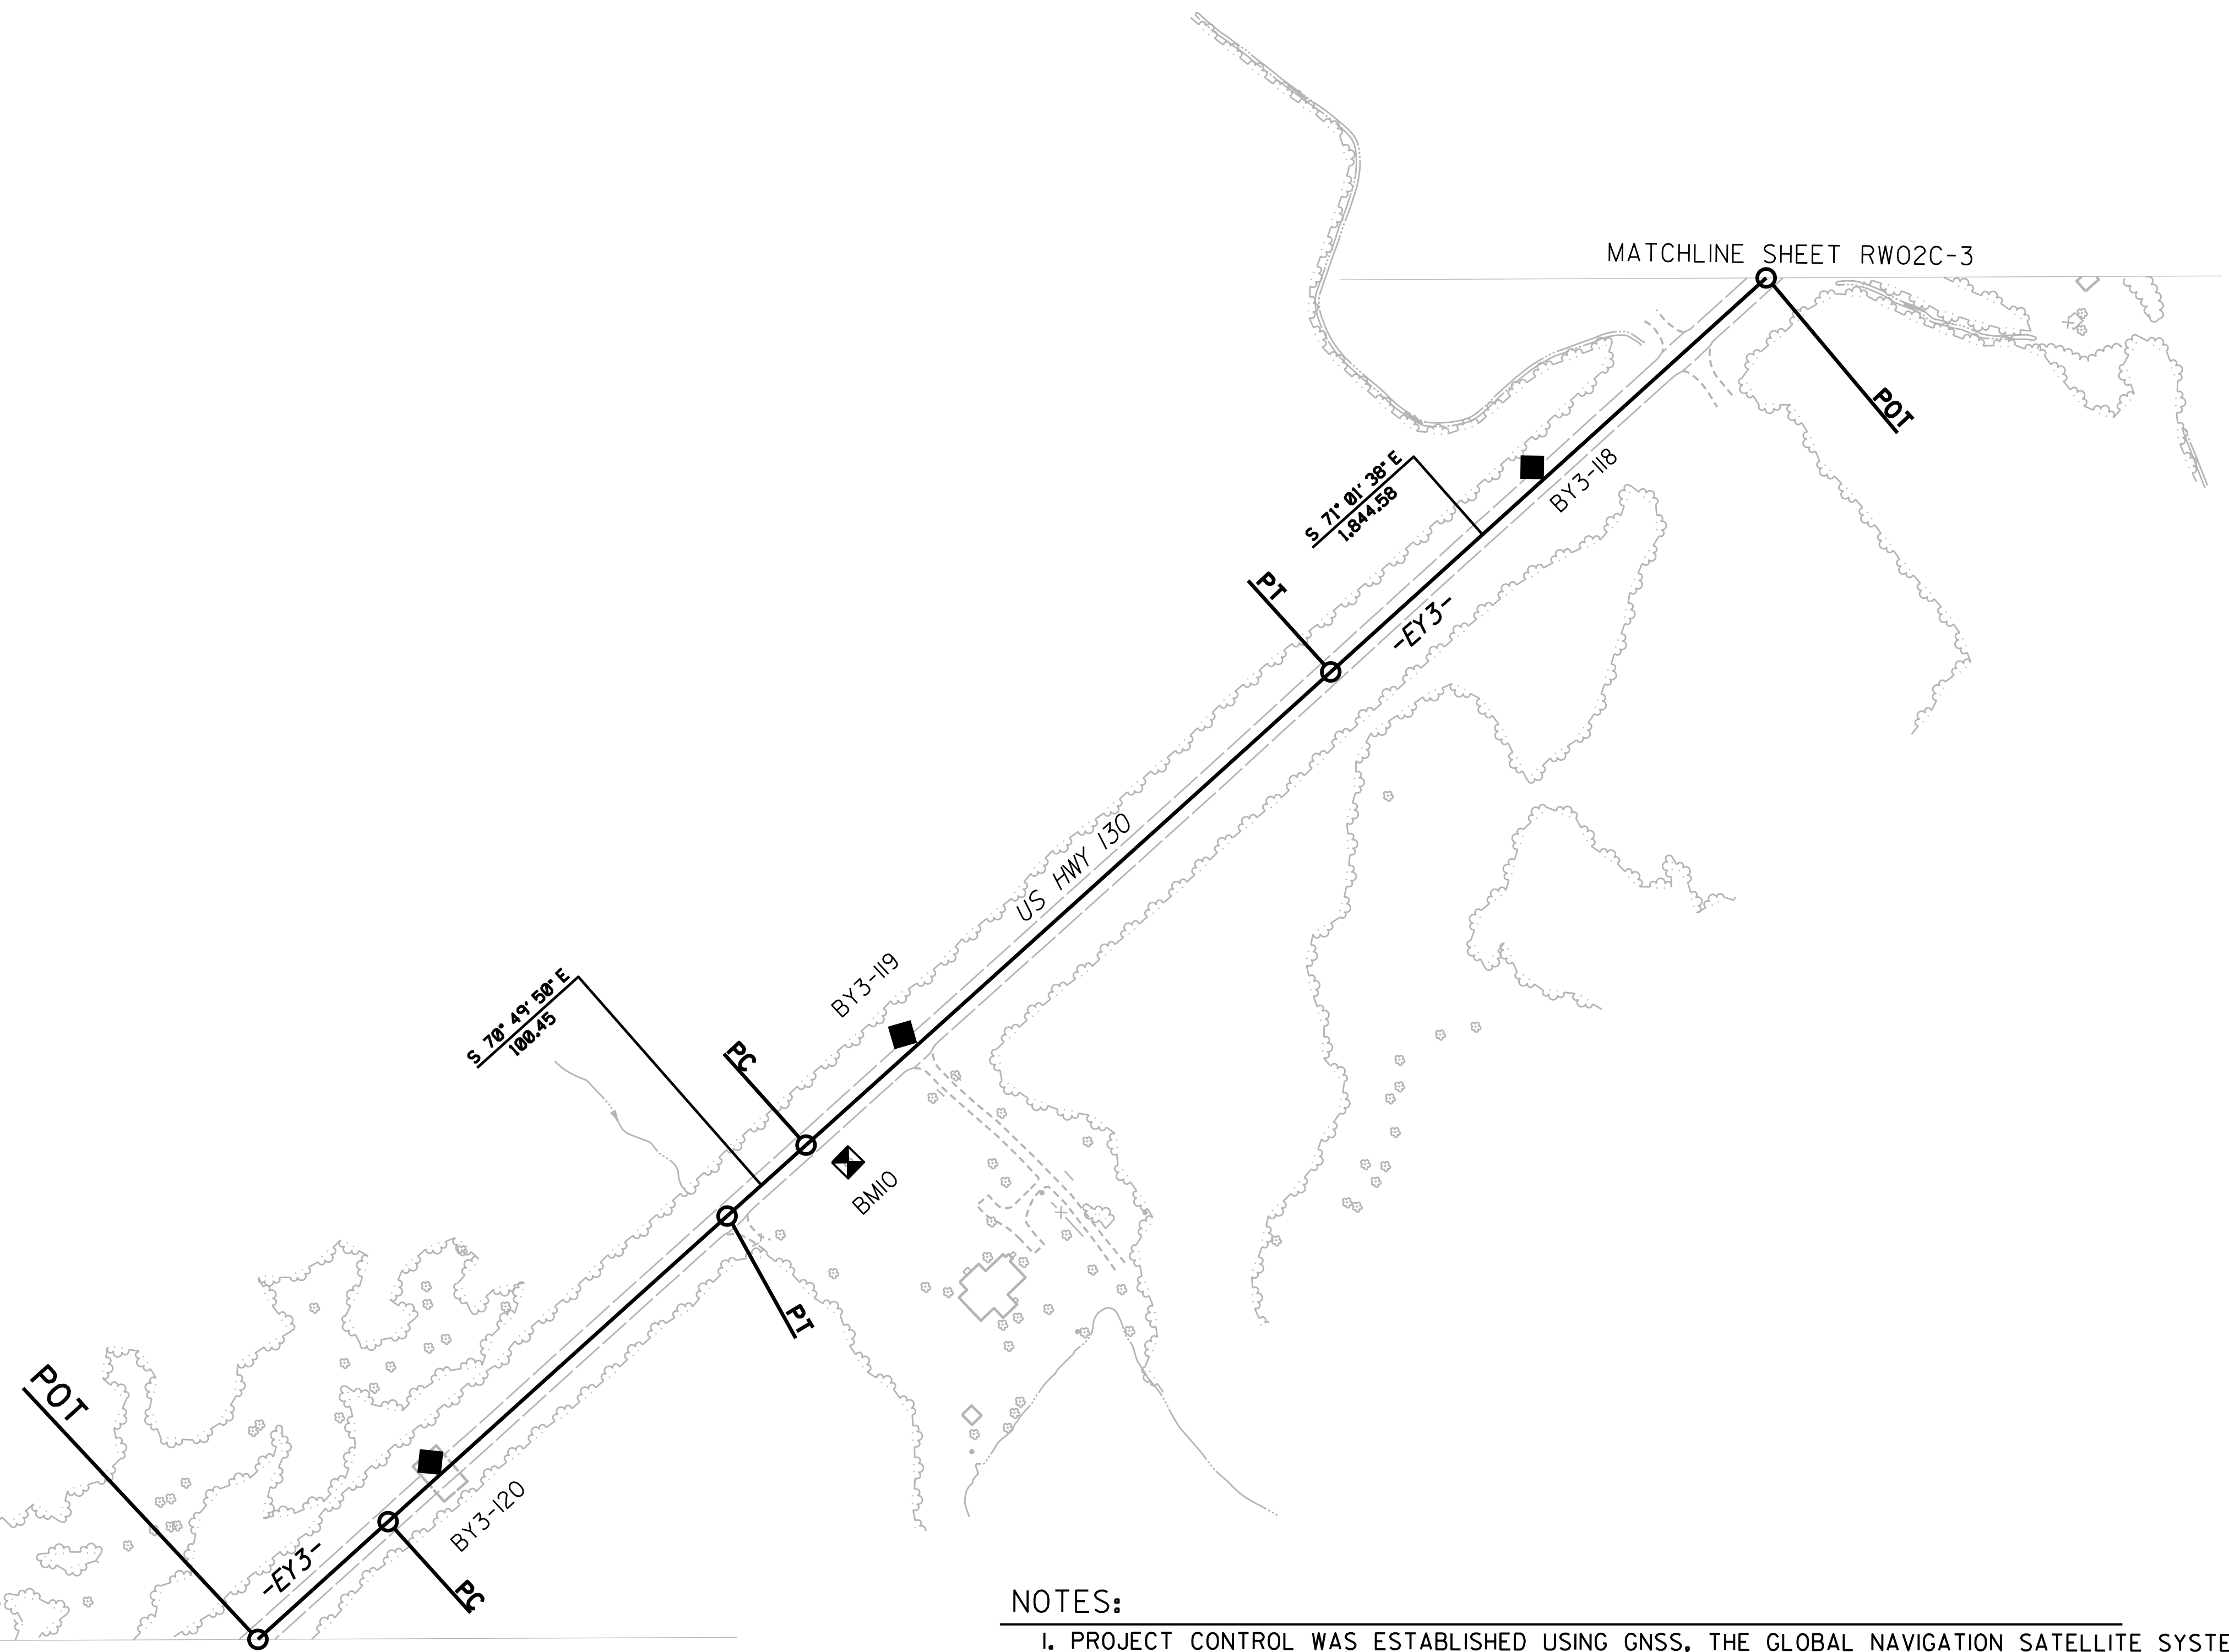 MATCHLINE SHEET RW02C-3
POT
BY3-118
S 71° 01' 38" E
1,844.58
PT
-EY3-
US HWY 130
BY3-119
S 70° 49' 50" E
100.45
PC
BM10
PT
POT
BY3-120
-EY3-
PC
NOTES:
1. PROJECT CONTROL WAS ESTABLISHED USING GNSS, THE GLOBAL NAVIGATION SATELLITE SYSTE